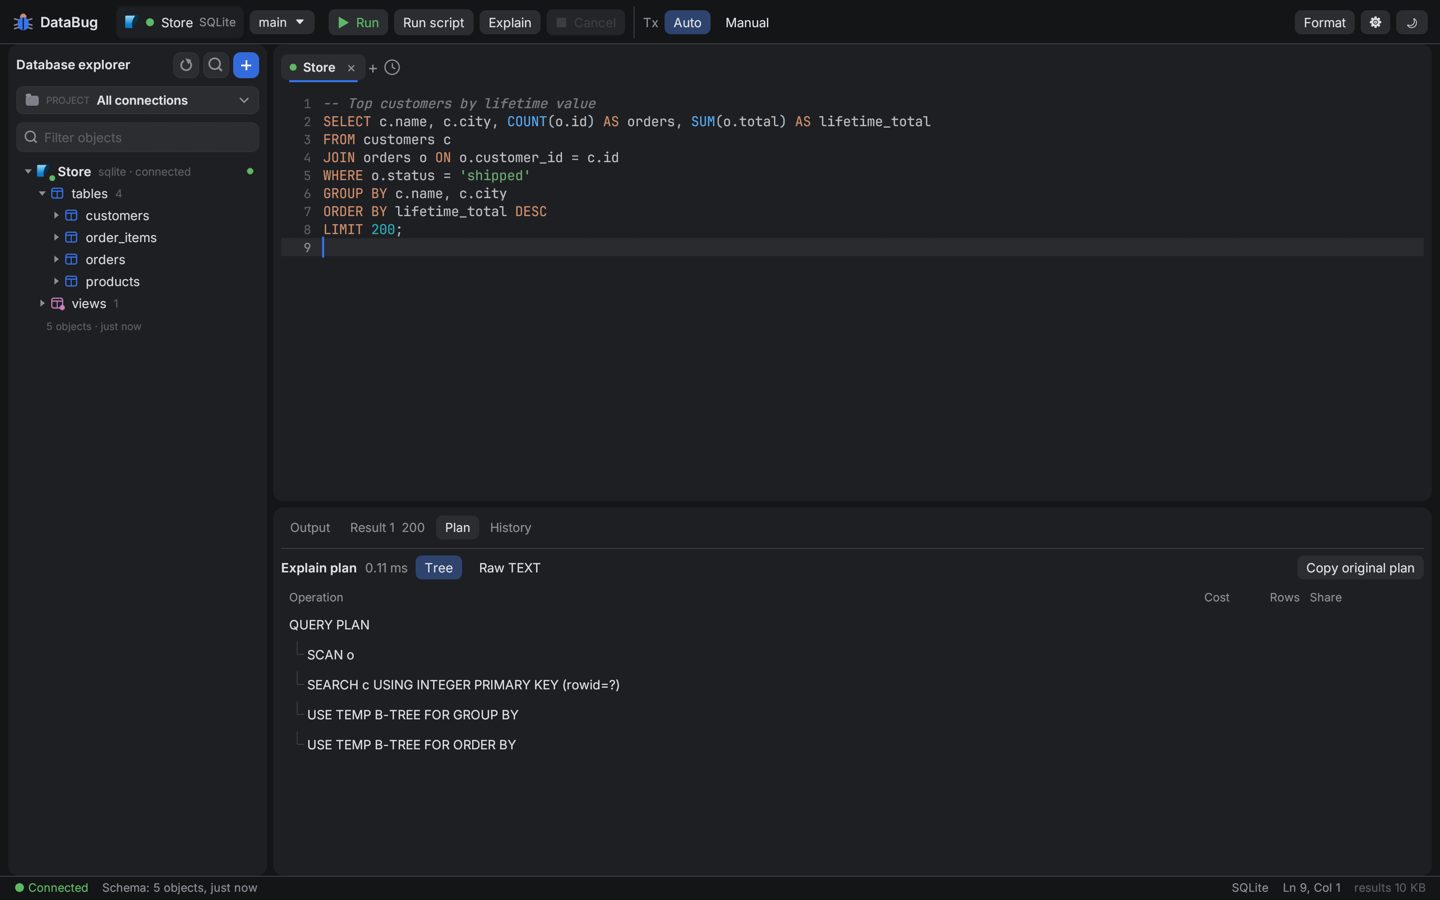 DataBug Store SQLite main Run Run script Explain Cancel Tx Auto Manual Format
Database explorer
PROJECT All connections
Filter objects
Store sqlite · connected
tables 4
customers
order_items
orders
products
views 1
5 objects · just now
Store × +
1 -- Top customers by lifetime value
2 SELECT c.name, c.city, COUNT(o.id) AS orders, SUM(o.total) AS lifetime_total
3 FROM customers c
4 JOIN orders o ON o.customer_id = c.id
5 WHERE o.status = 'shipped'
6 GROUP BY c.name, c.city
7 ORDER BY lifetime_total DESC
8 LIMIT 200;
9
Output Result 1 200 Plan History
Explain plan 0.11 ms Tree Raw TEXT Copy original plan
Operation Cost Rows Share
QUERY PLAN
SCAN o
SEARCH c USING INTEGER PRIMARY KEY (rowid=?)
USE TEMP B-TREE FOR GROUP BY
USE TEMP B-TREE FOR ORDER BY
Connected Schema: 5 objects, just now SQLite Ln 9, Col 1 results 10 KB